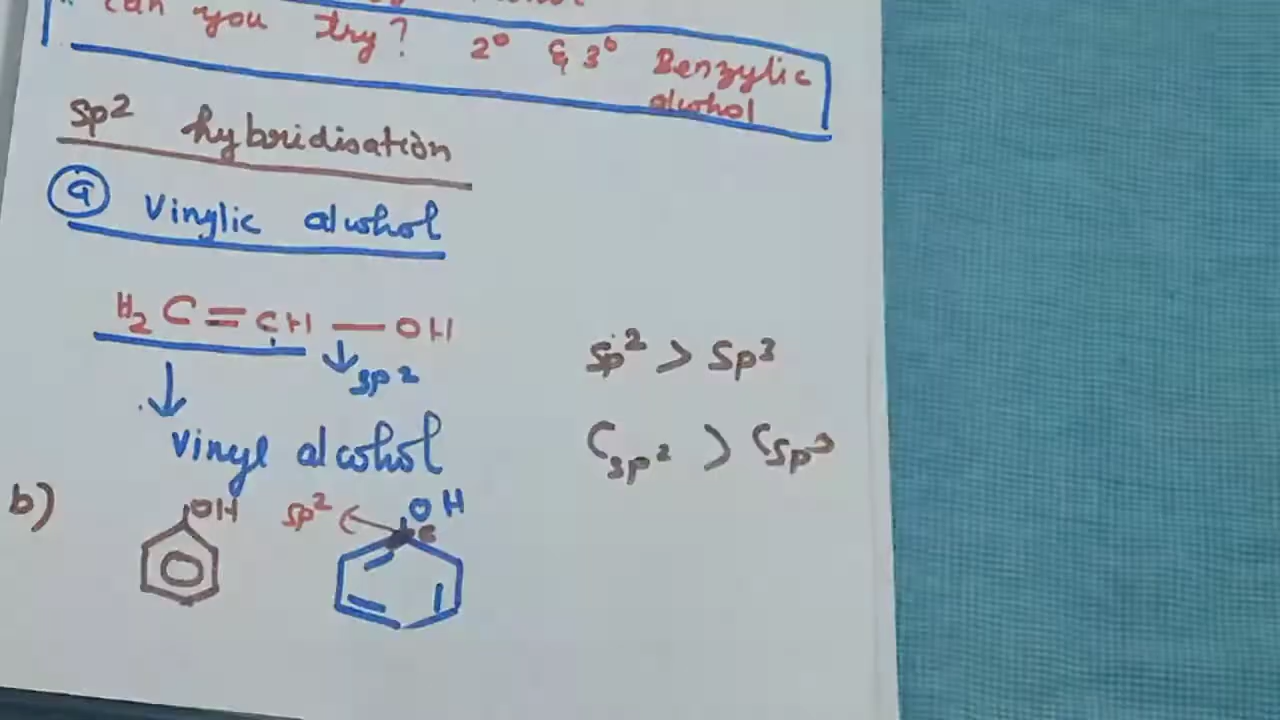 can you try? 2° & 3° Benzylic
alcohol
Sp² hybridisation
a Vinylic alcohol
H₂C=CH—OH
sp²
Vinyl alcohol
sp² > sp³
Csp² > Csp³
b)
OH
sp²
OH
C